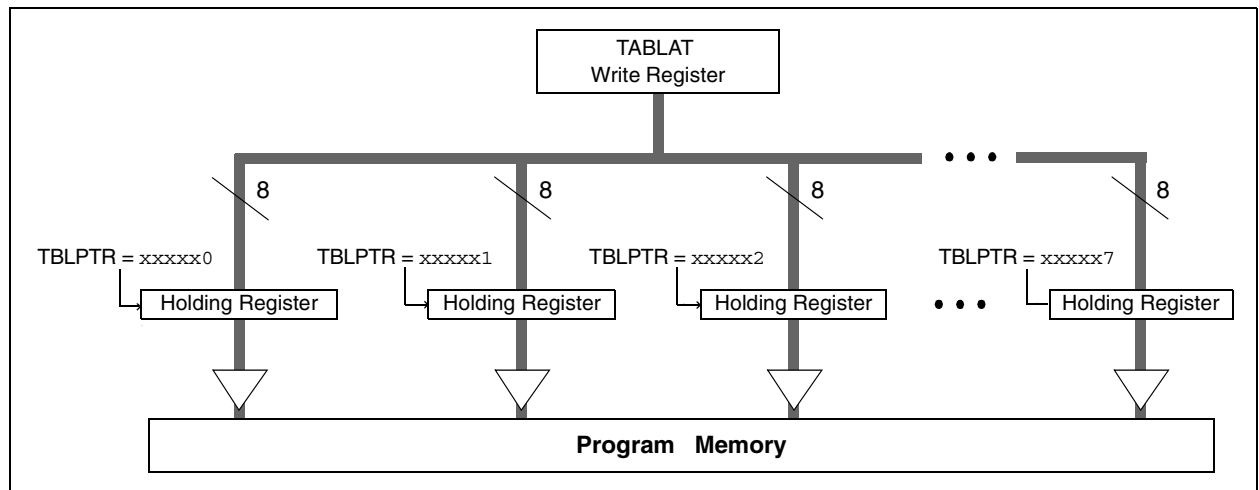 TABLAT
Write Register
• • •
8 8 8 8
TBLPTR = xxxxx0 TBLPTR = xxxxx1 TBLPTR = xxxxx2 TBLPTR = xxxxx7
Holding Register Holding Register Holding Register • • • Holding Register
Program Memory